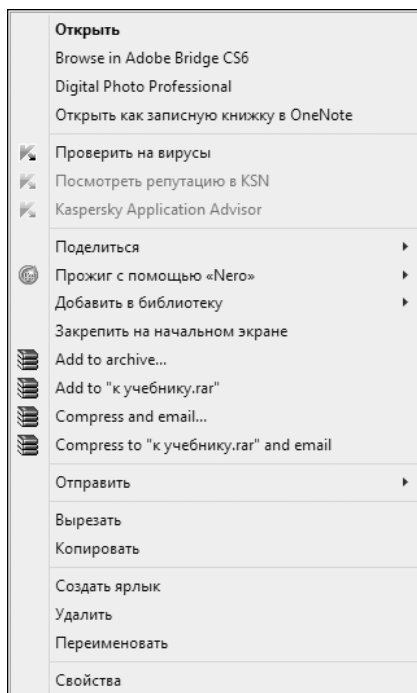 Открыть
Browse in Adobe Bridge CS6
Digital Photo Professional
Открыть как записную книжку в OneNote
Проверить на вирусы
Посмотреть репутацию в KSN
Kaspersky Application Advisor
Поделиться
Прожиг с помощью «Nero»
Добавить в библиотеку
Закрепить на начальном экране
Add to archive...
Add to "к учебнику.rar"
Compress and email...
Compress to "к учебнику.rar" and email
Отправить
Вырезать
Копировать
Создать ярлык
Удалить
Переименовать
Свойства